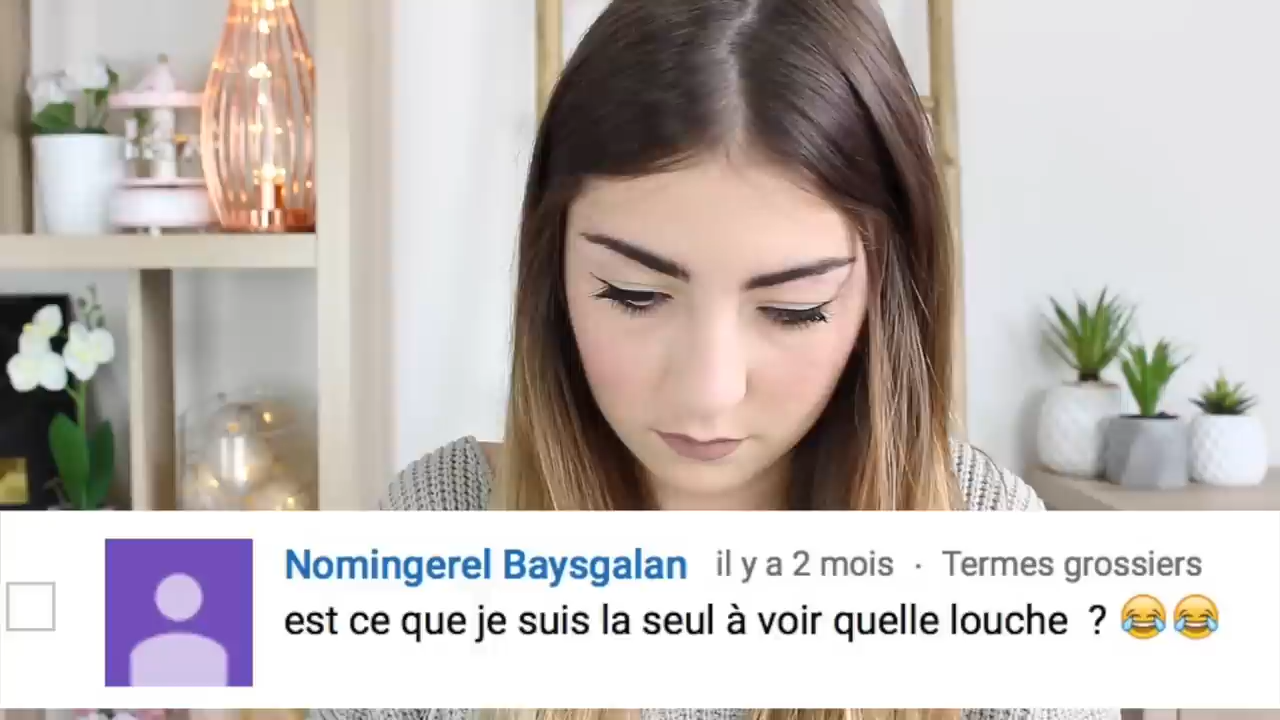 Nomingerel Baysgalan il y a 2 mois · Termes grossiers
est ce que je suis la seul à voir quelle louche ? 😂😂